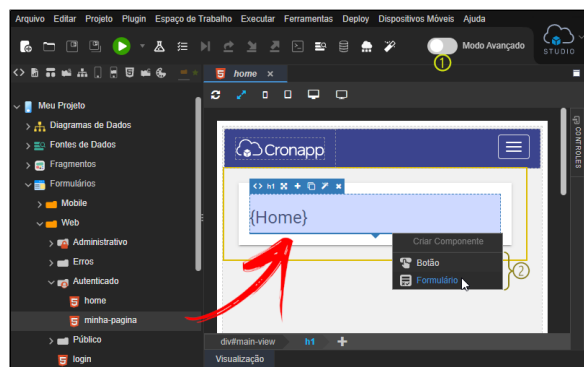 Arquivo Editar Projeto Plugin Espaço de Trabalho Executar Ferramentas Deploy Dispositivos Móveis Ajuda
Modo Avançado
STUDIO
1
home ×
Meu Projeto
Diagramas de Dados
Fontes de Dados
Fragmentos
Formulários
Mobile
Web
Administrativo
Erros
Autenticado
home
minha-pagina
Público
login
CONTROLES
Cronapp
h1
{Home}
Criar Componente
Botão
Formulário
2
div#main-view h1
Visualização